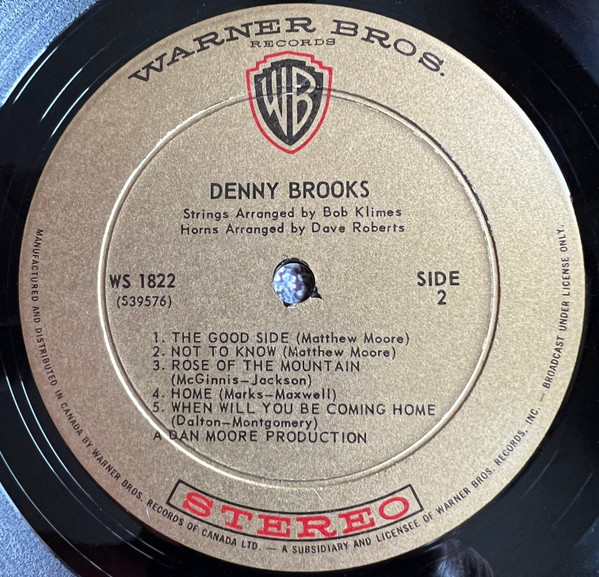 WARNER BROS.
RECORDS
WB
DENNY BROOKS
Strings Arranged by Bob Klimes
Horns Arranged by Dave Roberts
WS 1822
(S39576)
SIDE
2
1. THE GOOD SIDE (Matthew Moore)
2. NOT TO KNOW (Matthew Moore)
3. ROSE OF THE MOUNTAIN
(McGinnis-Jackson)
4. HOME (Marks-Maxwell)
5. WHEN WILL YOU BE COMING HOME
(Dalton-Montgomery)
A DAN MOORE PRODUCTION
STEREO
MANUFACTURED AND DISTRIBUTED IN CANADA BY WARNER BROS. RECORDS OF CANADA LTD. — A SUBSIDIARY AND LICENSEE OF WARNER BROS. RECORDS, INC. — BROADCAST UNDER LICENSE ONLY.